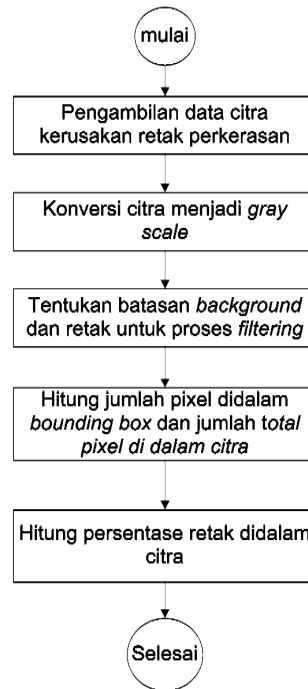 mulai
Pengambilan data citra
kerusakan retak perkerasan
Konversi citra menjadi gray
scale
Tentukan batasan background
dan retak untuk proses filtering
Hitung jumlah pixel didalam
bounding box dan jumlah total
pixel di dalam citra
Hitung persentase retak didalam
citra
Selesai